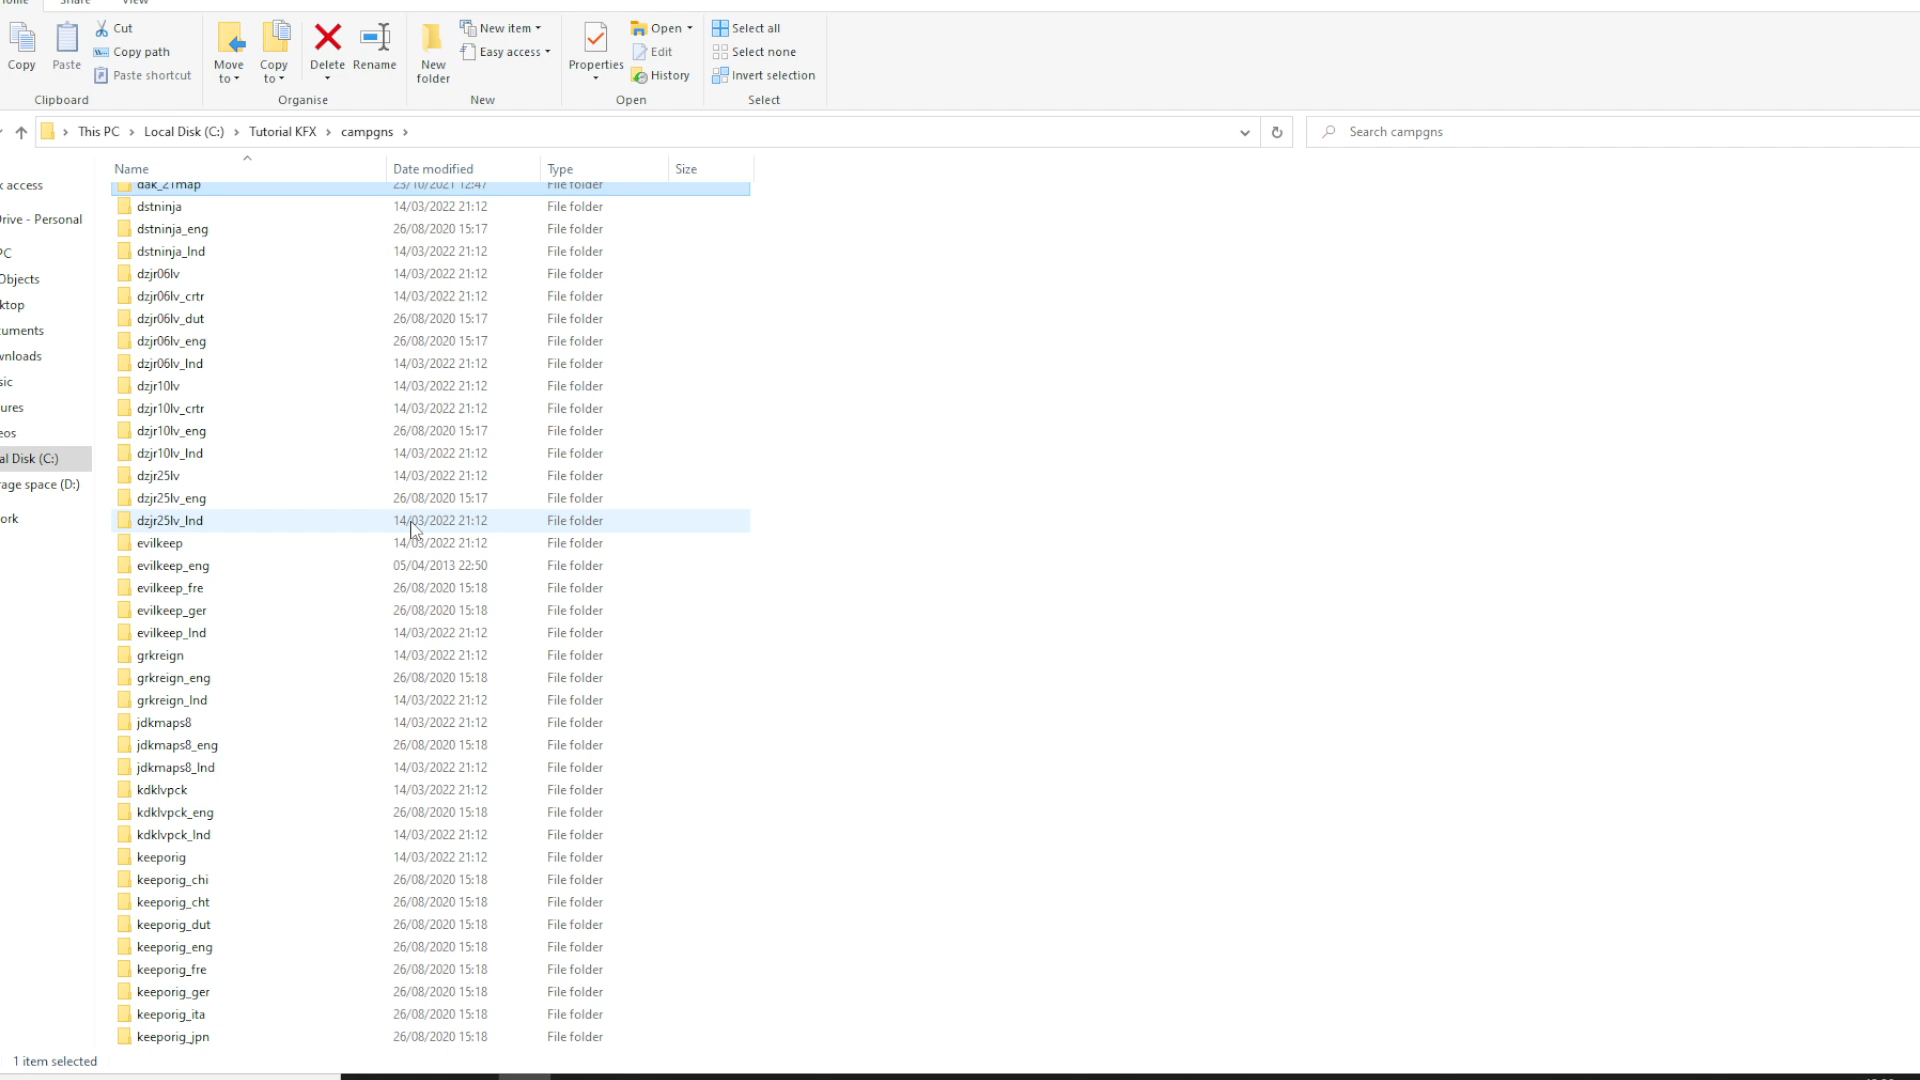 Share View
Copy
Paste
Cut
Copy path
Paste shortcut
Clipboard
Move to
Copy to
Delete
Rename
Organise
New folder
New item
Easy access
New
Properties
Open
Edit
History
Open
Select all
Select none
Invert selection
Select
This PC > Local Disk (C:) > Tutorial KFX > campgns >
Search campgns
Name Date modified Type Size
dak_21map 25/10/2021 12:47 File folder
dstninja 14/03/2022 21:12 File folder
dstninja_eng 26/08/2020 15:17 File folder
dstninja_lnd 14/03/2022 21:12 File folder
dzjr06lv 14/03/2022 21:12 File folder
dzjr06lv_crtr 14/03/2022 21:12 File folder
dzjr06lv_dut 26/08/2020 15:17 File folder
dzjr06lv_eng 26/08/2020 15:17 File folder
dzjr06lv_lnd 14/03/2022 21:12 File folder
dzjr10lv 14/03/2022 21:12 File folder
dzjr10lv_crtr 14/03/2022 21:12 File folder
dzjr10lv_eng 26/08/2020 15:17 File folder
dzjr10lv_lnd 14/03/2022 21:12 File folder
dzjr25lv 14/03/2022 21:12 File folder
dzjr25lv_eng 26/08/2020 15:17 File folder
dzjr25lv_lnd 14/03/2022 21:12 File folder
evilkeep 14/03/2022 21:12 File folder
evilkeep_eng 05/04/2013 22:50 File folder
evilkeep_fre 26/08/2020 15:18 File folder
evilkeep_ger 26/08/2020 15:18 File folder
evilkeep_lnd 14/03/2022 21:12 File folder
grkreign 14/03/2022 21:12 File folder
grkreign_eng 26/08/2020 15:18 File folder
grkreign_lnd 14/03/2022 21:12 File folder
jdkmaps8 14/03/2022 21:12 File folder
jdkmaps8_eng 26/08/2020 15:18 File folder
jdkmaps8_lnd 14/03/2022 21:12 File folder
kdklvpck 14/03/2022 21:12 File folder
kdklvpck_eng 26/08/2020 15:18 File folder
kdklvpck_lnd 14/03/2022 21:12 File folder
keeporig 14/03/2022 21:12 File folder
keeporig_chi 26/08/2020 15:18 File folder
keeporig_cht 26/08/2020 15:18 File folder
keeporig_dut 26/08/2020 15:18 File folder
keeporig_eng 26/08/2020 15:18 File folder
keeporig_fre 26/08/2020 15:18 File folder
keeporig_ger 26/08/2020 15:18 File folder
keeporig_ita 26/08/2020 15:18 File folder
keeporig_jpn 26/08/2020 15:18 File folder
k access
Drive - Personal
PC
Objects
ktop
uments
wnloads
sic
ures
eos
al Disk (C:)
rage space (D:)
ork
1 item selected